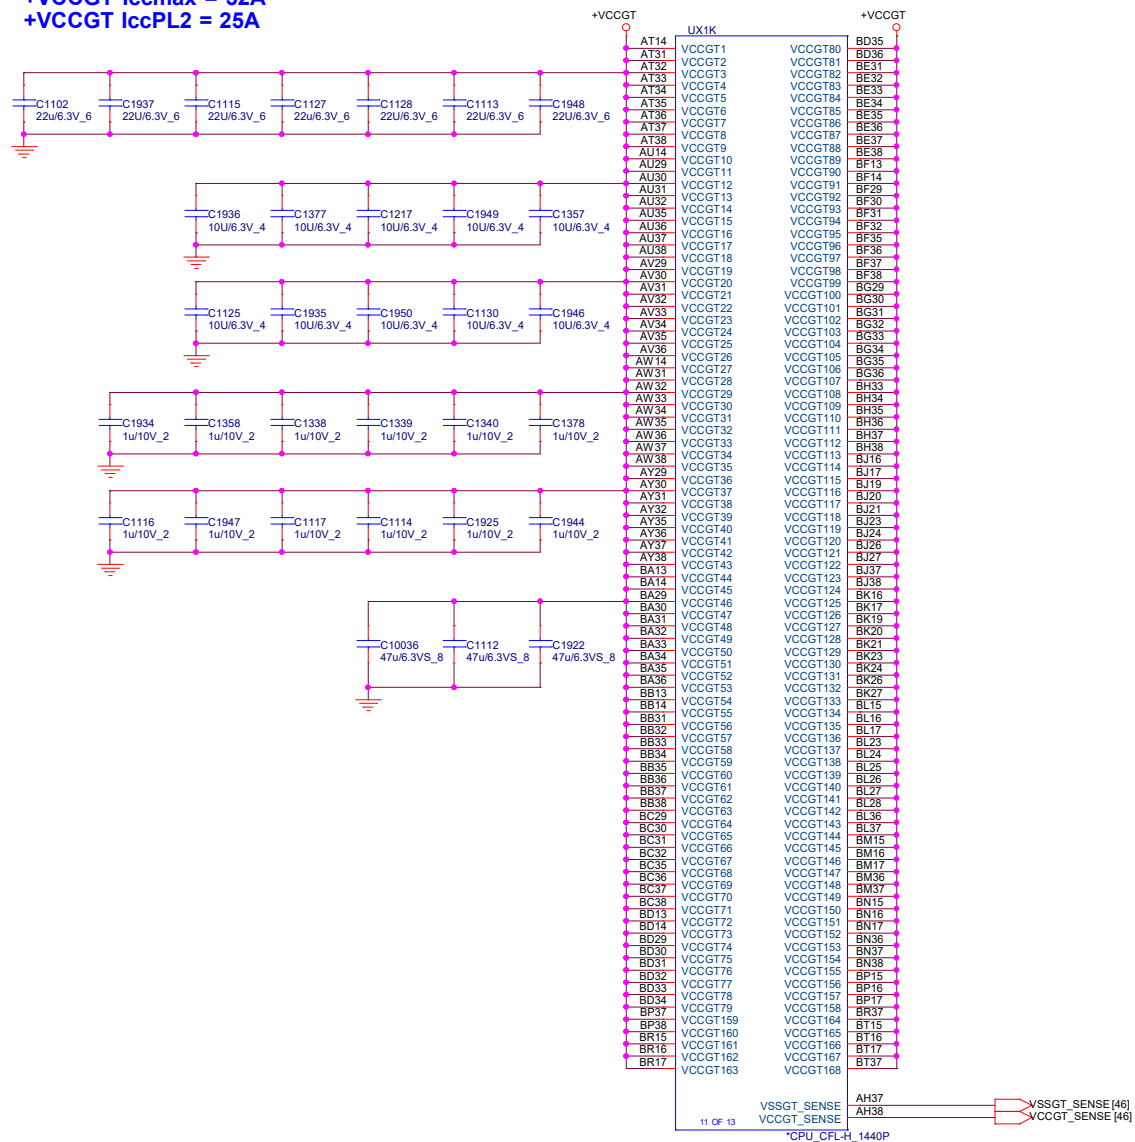 +VCCGT Iccmax = 32A
+VCCGT IccPL2 = 25A
C1102 C1937 C1115 C1127 C1128 C1113 C1948
22u/6.3V_6 22U/6.3V_6 22U/6.3V_6 22U/6.3V_6 22U/6.3V_6 22U/6.3V_6 22U/6.3V_6
C1936 C1377 C1217 C1949 C1357
10U/6.3V_4 10U/6.3V_4 10U/6.3V_4 10U/6.3V_4 10U/6.3V_4
C1125 C1935 C1950 C1130 C1946
10U/6.3V_4 10U/6.3V_4 10U/6.3V_4 10U/6.3V_4 10U/6.3V_4
C1934 C1358 C1338 C1339 C1340 C1378
1u/10V_2 1u/10V_2 1u/10V_2 1u/10V_2 1u/10V_2 1u/10V_2
C1116 C1947 C1117 C1114 C1925 C1944
1u/10V_2 1u/10V_2 1u/10V_2 1u/10V_2 1u/10V_2 1u/10V_2
C10036 C1112 C1922
47u/6.3VS_8 47u/6.3VS_8 47u/6.3VS_8
+VCCGT +VCCGT
UX1K
AT14 VCCGT1 VCCGT80 BD35
AT31 VCCGT2 VCCGT81 BD36
AT32 VCCGT3 VCCGT82 BE31
AT33 VCCGT4 VCCGT83 BE32
AT34 VCCGT5 VCCGT84 BE33
AT35 VCCGT6 VCCGT85 BE34
AT36 VCCGT7 VCCGT86 BE35
AT37 VCCGT8 VCCGT87 BE36
AT38 VCCGT9 VCCGT88 BE37
AU14 VCCGT10 VCCGT89 BE38
AU29 VCCGT11 VCCGT90 BF13
AU30 VCCGT12 VCCGT91 BF14
AU31 VCCGT13 VCCGT92 BF29
AU32 VCCGT14 VCCGT93 BF30
AU35 VCCGT15 VCCGT94 BF31
AU36 VCCGT16 VCCGT95 BF32
AU37 VCCGT17 VCCGT96 BF35
AU38 VCCGT18 VCCGT97 BF36
AV29 VCCGT19 VCCGT98 BF37
AV30 VCCGT20 VCCGT99 BF38
AV31 VCCGT21 VCCGT100 BG29
AV32 VCCGT22 VCCGT101 BG30
AV33 VCCGT23 VCCGT102 BG31
AV34 VCCGT24 VCCGT103 BG32
AV35 VCCGT25 VCCGT104 BG33
AV36 VCCGT26 VCCGT105 BG34
AW14 VCCGT27 VCCGT106 BG35
AW31 VCCGT28 VCCGT107 BG36
AW32 VCCGT29 VCCGT108 BH33
AW33 VCCGT30 VCCGT109 BH34
AW34 VCCGT31 VCCGT110 BH35
AW35 VCCGT32 VCCGT111 BH36
AW36 VCCGT33 VCCGT112 BH37
AW37 VCCGT34 VCCGT113 BH38
AW38 VCCGT35 VCCGT114 BJ16
AY29 VCCGT36 VCCGT115 BJ17
AY30 VCCGT37 VCCGT116 BJ19
AY31 VCCGT38 VCCGT117 BJ20
AY32 VCCGT39 VCCGT118 BJ21
AY35 VCCGT40 VCCGT119 BJ23
AY36 VCCGT41 VCCGT120 BJ24
AY37 VCCGT42 VCCGT121 BJ26
AY38 VCCGT43 VCCGT122 BJ27
BA13 VCCGT44 VCCGT123 BJ37
BA14 VCCGT45 VCCGT124 BJ38
BA29 VCCGT46 VCCGT125 BK16
BA30 VCCGT47 VCCGT126 BK17
BA31 VCCGT48 VCCGT127 BK19
BA32 VCCGT49 VCCGT128 BK20
BA33 VCCGT50 VCCGT129 BK21
BA34 VCCGT51 VCCGT130 BK23
BA35 VCCGT52 VCCGT131 BK24
BA36 VCCGT53 VCCGT132 BK26
BB13 VCCGT54 VCCGT133 BK27
BB14 VCCGT55 VCCGT134 BL15
BB31 VCCGT56 VCCGT135 BL16
BB32 VCCGT57 VCCGT136 BL17
BB33 VCCGT58 VCCGT137 BL23
BB34 VCCGT59 VCCGT138 BL24
BB35 VCCGT60 VCCGT139 BL25
BB36 VCCGT61 VCCGT140 BL26
BB37 VCCGT62 VCCGT141 BL27
BB38 VCCGT63 VCCGT142 BL28
BC29 VCCGT64 VCCGT143 BL36
BC30 VCCGT65 VCCGT144 BL37
BC31 VCCGT66 VCCGT145 BM15
BC32 VCCGT67 VCCGT146 BM16
BC35 VCCGT68 VCCGT147 BM17
BC36 VCCGT69 VCCGT148 BM36
BC37 VCCGT70 VCCGT149 BM37
BC38 VCCGT71 VCCGT150 BN15
BD13 VCCGT72 VCCGT151 BN16
BD14 VCCGT73 VCCGT152 BN17
BD29 VCCGT74 VCCGT153 BN36
BD30 VCCGT75 VCCGT154 BN37
BD31 VCCGT76 VCCGT155 BN38
BD32 VCCGT77 VCCGT156 BP15
BD33 VCCGT78 VCCGT157 BP16
BD34 VCCGT79 VCCGT158 BP17
BP37 VCCGT159 VCCGT164 BR37
BP38 VCCGT160 VCCGT165 BT15
BR15 VCCGT161 VCCGT166 BT16
BR16 VCCGT162 VCCGT167 BT17
BR17 VCCGT163 VCCGT168 BT37
VSSGT_SENSE AH37 VSSGT_SENSE [46]
VCCGT_SENSE AH38 VCCGT_SENSE [46]
11 OF 13
*CPU_CFL-H_1440P